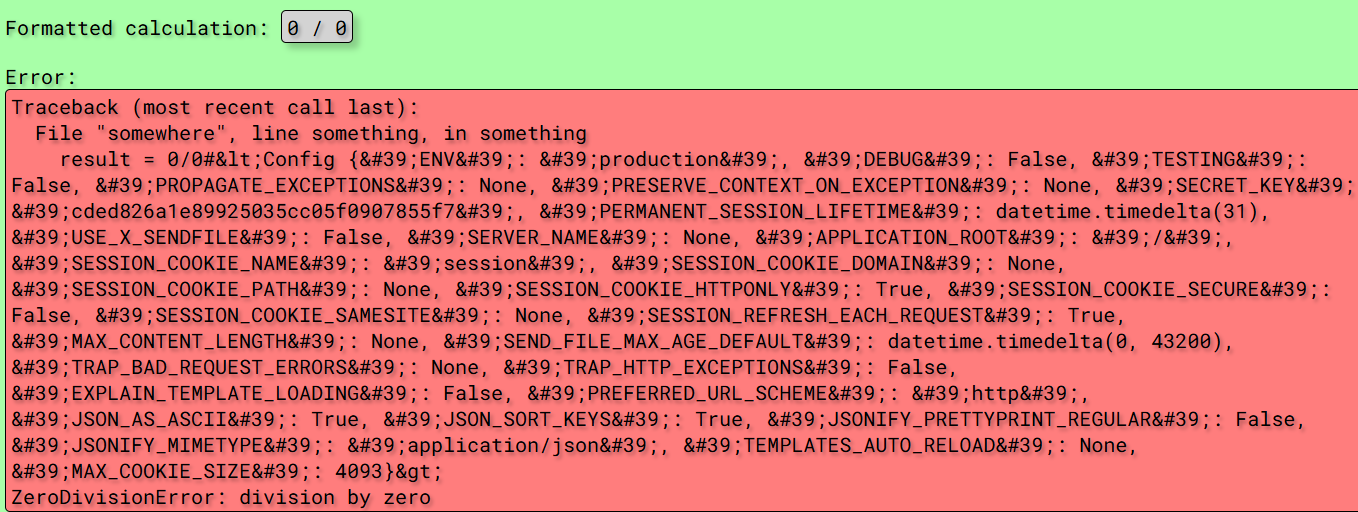 Formatted calculation: 0 / 0
Error:
Traceback (most recent call last):
  File "somewhere", line something, in something
    result = 0/0#&lt;Config {&#39;ENV&#39;: &#39;production&#39;, &#39;DEBUG&#39;: False, &#39;TESTING&#39;:
False, &#39;PROPAGATE_EXCEPTIONS&#39;: None, &#39;PRESERVE_CONTEXT_ON_EXCEPTION&#39;: None, &#39;SECRET_KEY&#39;
&#39;cded826a1e89925035cc05f0907855f7&#39;, &#39;PERMANENT_SESSION_LIFETIME&#39;: datetime.timedelta(31),
&#39;USE_X_SENDFILE&#39;: False, &#39;SERVER_NAME&#39;: None, &#39;APPLICATION_ROOT&#39;: &#39;/&#39;,
&#39;SESSION_COOKIE_NAME&#39;: &#39;session&#39;, &#39;SESSION_COOKIE_DOMAIN&#39;: None,
&#39;SESSION_COOKIE_PATH&#39;: None, &#39;SESSION_COOKIE_HTTPONLY&#39;: True, &#39;SESSION_COOKIE_SECURE&#39;:
False, &#39;SESSION_COOKIE_SAMESITE&#39;: None, &#39;SESSION_REFRESH_EACH_REQUEST&#39;: True,
&#39;MAX_CONTENT_LENGTH&#39;: None, &#39;SEND_FILE_MAX_AGE_DEFAULT&#39;: datetime.timedelta(0, 43200),
&#39;TRAP_BAD_REQUEST_ERRORS&#39;: None, &#39;TRAP_HTTP_EXCEPTIONS&#39;: False,
&#39;EXPLAIN_TEMPLATE_LOADING&#39;: False, &#39;PREFERRED_URL_SCHEME&#39;: &#39;http&#39;,
&#39;JSON_AS_ASCII&#39;: True, &#39;JSON_SORT_KEYS&#39;: True, &#39;JSONIFY_PRETTYPRINT_REGULAR&#39;: False,
&#39;JSONIFY_MIMETYPE&#39;: &#39;application/json&#39;, &#39;TEMPLATES_AUTO_RELOAD&#39;: None,
&#39;MAX_COOKIE_SIZE&#39;: 4093}&gt;
ZeroDivisionError: division by zero